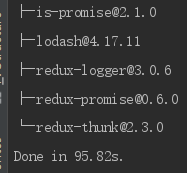 ├─is-promise@2.1.0
├─lodash@4.17.11
├─redux-logger@3.0.6
├─redux-promise@0.6.0
└─redux-thunk@2.3.0
Done in 95.82s.